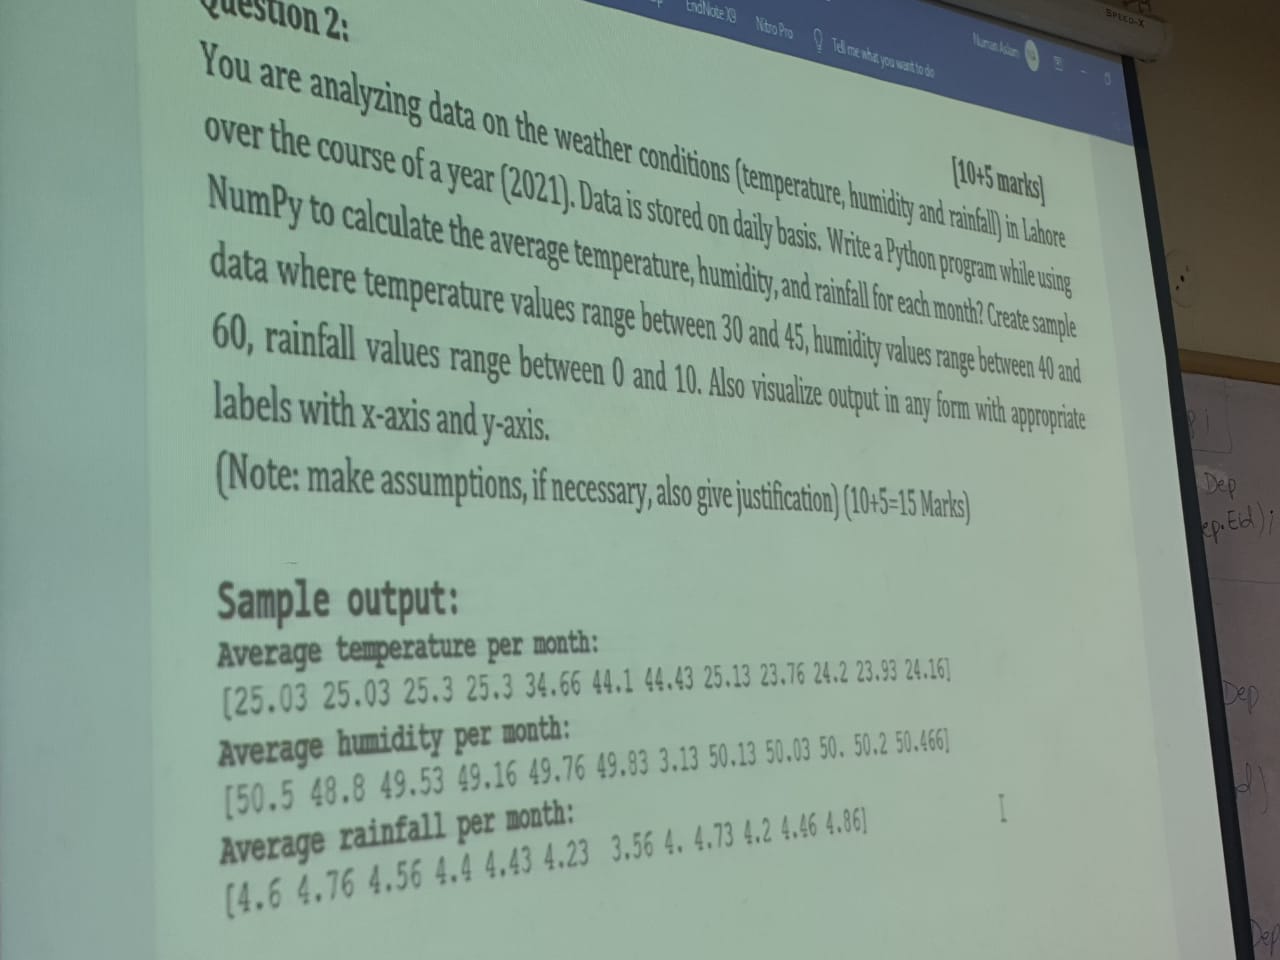 EndNote X9 Nitro Pro Tell me what you want to do Numan Aslam
SPEED-X
Question 2:
[10+5 marks]
You are analyzing data on the weather conditions (temperature, humidity and rainfall) in Lahore
over the course of a year (2021). Data is stored on daily basis. Write a Python program while using
NumPy to calculate the average temperature, humidity, and rainfall for each month? Create sample
data where temperature values range between 30 and 45, humidity values range between 40 and
60, rainfall values range between 0 and 10. Also visualize output in any form with appropriate
labels with x-axis and y-axis.
(Note: make assumptions, if necessary, also give justification) (10+5=15 Marks)
Sample output:
Average temperature per month:
[25.03 25.03 25.3 25.3 34.66 44.1 44.43 25.13 23.76 24.2 23.93 24.16]
Average humidity per month:
[50.5 48.8 49.53 49.16 49.76 49.83 3.13 50.13 50.03 50. 50.2 50.466]
Average rainfall per month:
[4.6 4.76 4.56 4.4 4.43 4.23 3.56 4. 4.73 4.2 4.46 4.86]
Dep
ep.Eid);
Dep
d)
Dep